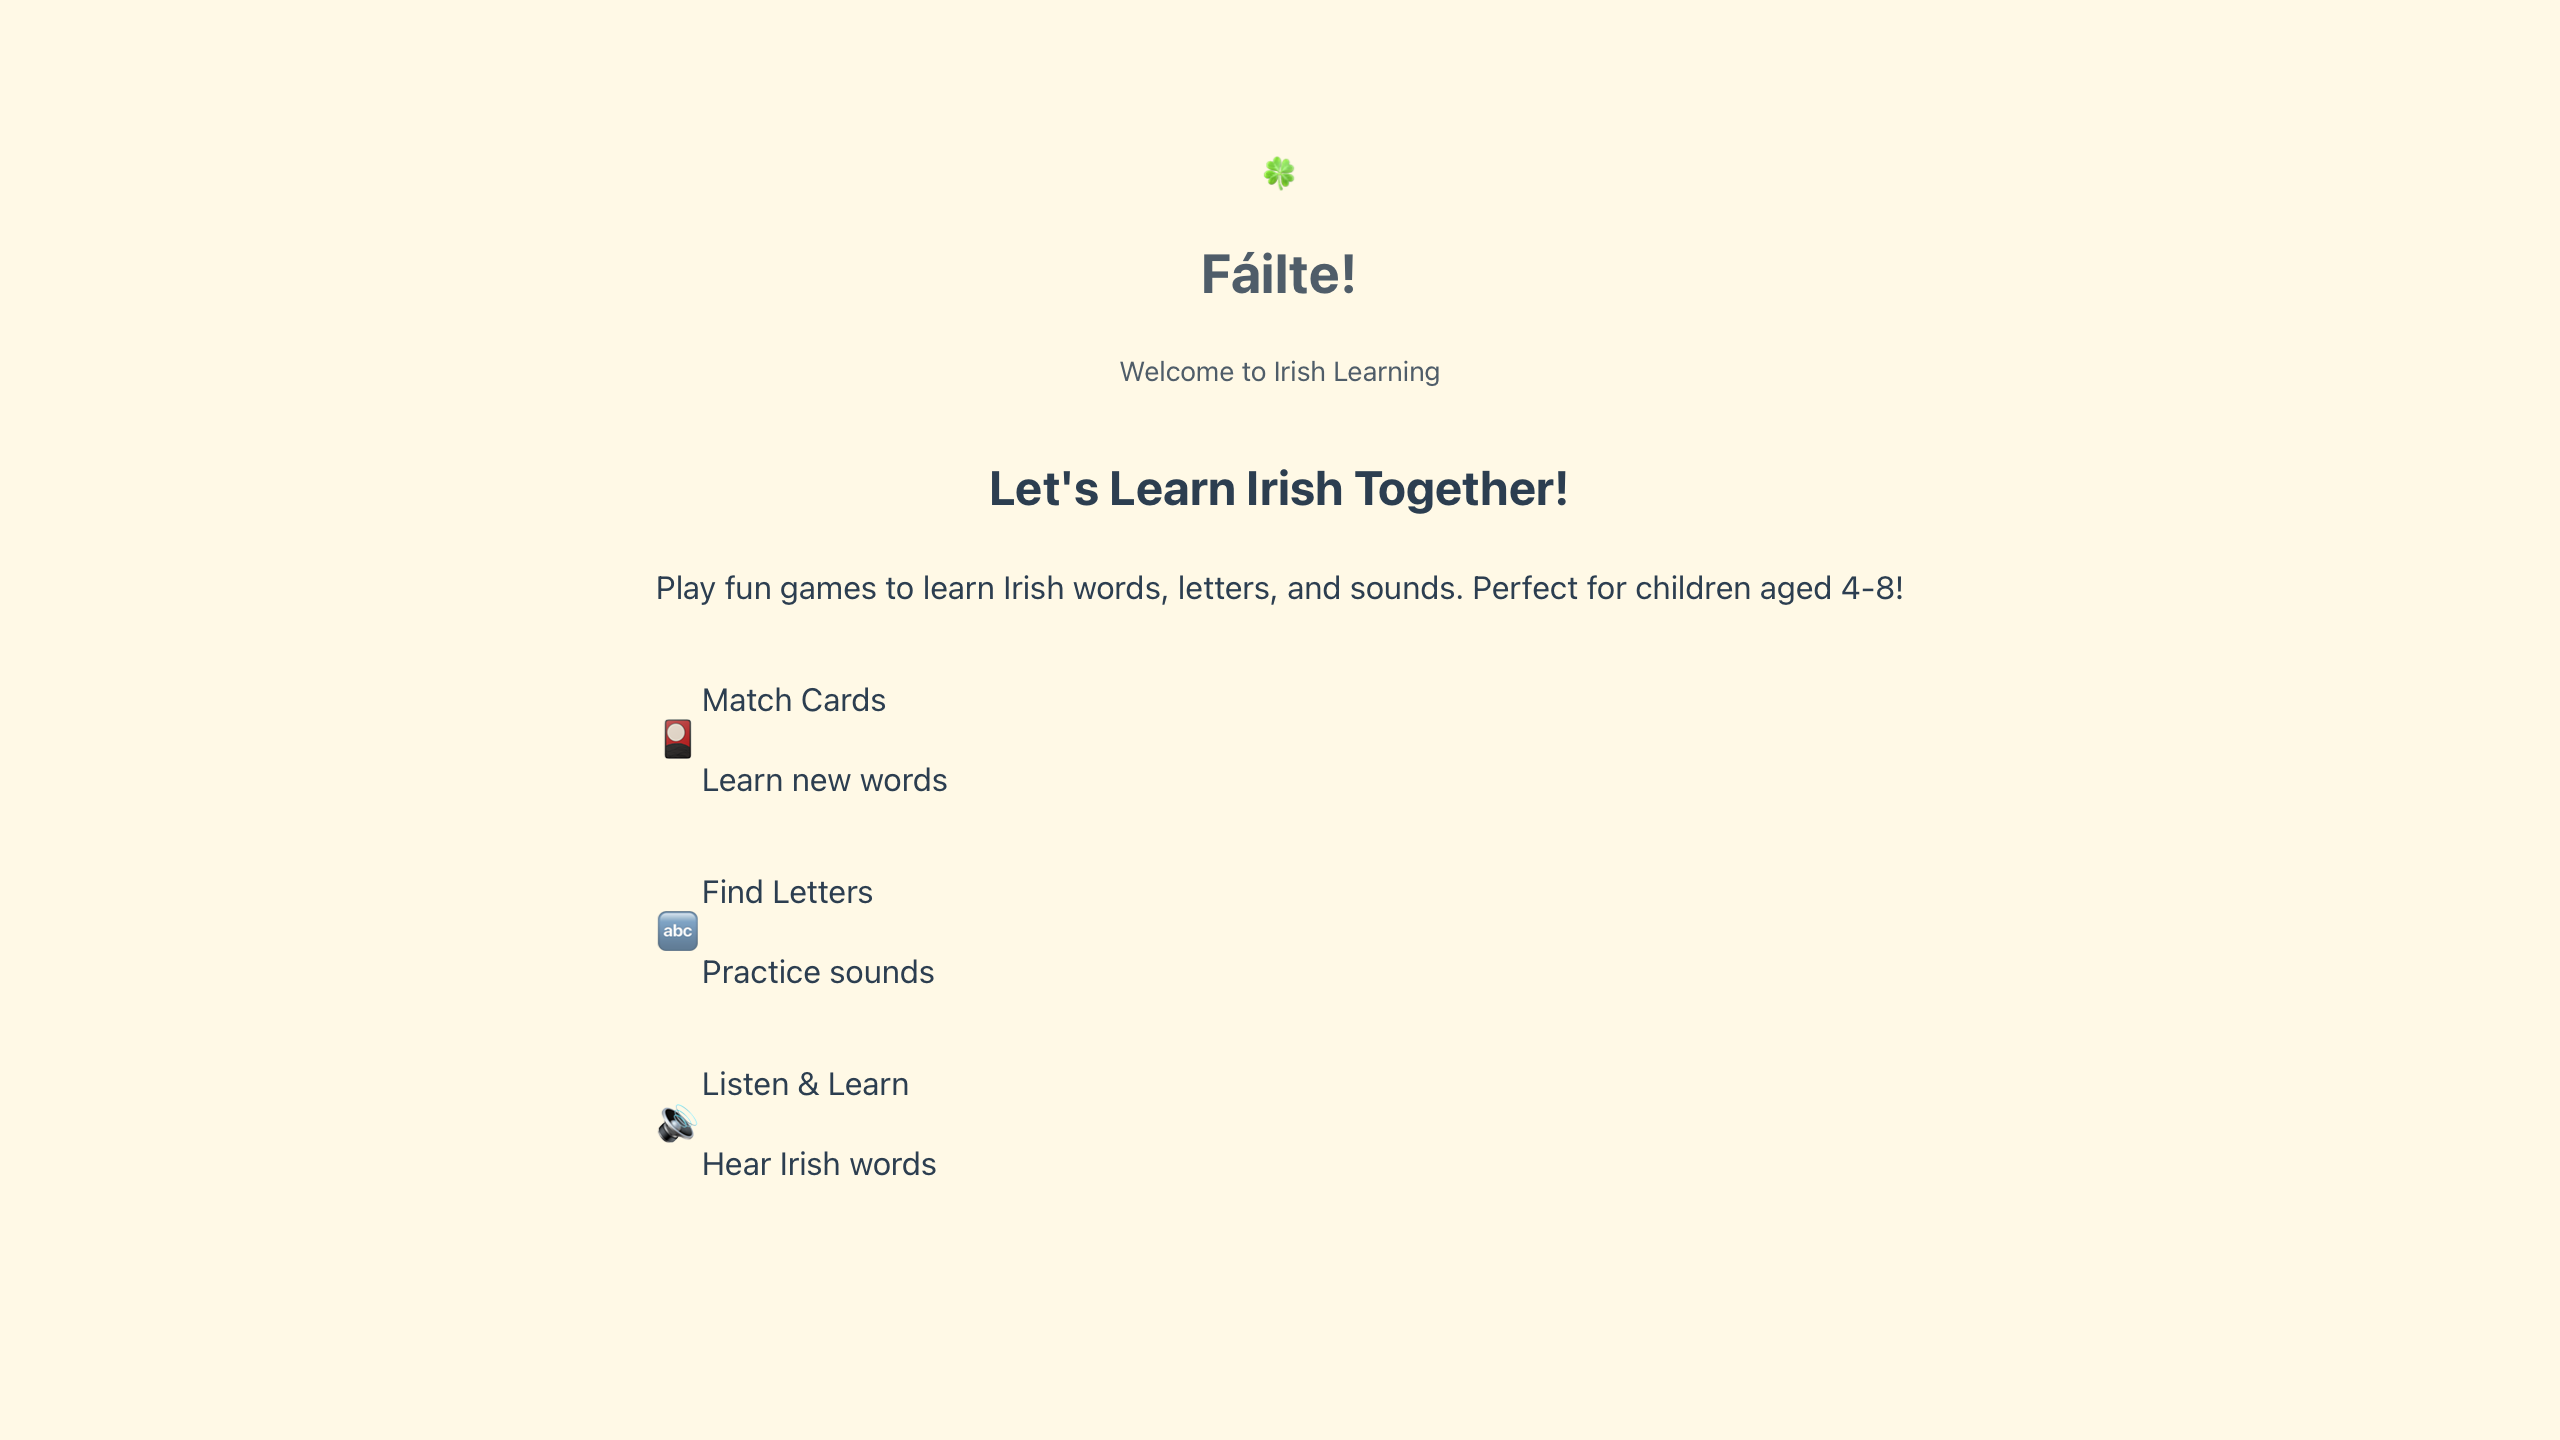 Fáilte!
Welcome to Irish Learning
Let's Learn Irish Together!
Play fun games to learn Irish words, letters, and sounds. Perfect for children aged 4-8!
Match Cards
Learn new words
Find Letters
abc
Practice sounds
Listen & Learn
Hear Irish words